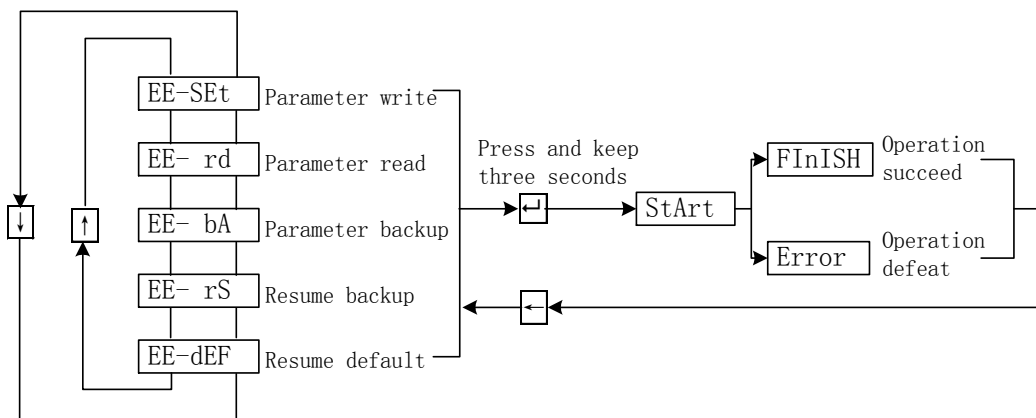 EE-SEt Parameter write
EE- rd Parameter read
EE- bA Parameter backup
EE- rS Resume backup
EE-dEF Resume default
↓
↑
Press and keep
three seconds
↵
StArt
FInISH
Operation
succeed
Error
Operation
defeat
←